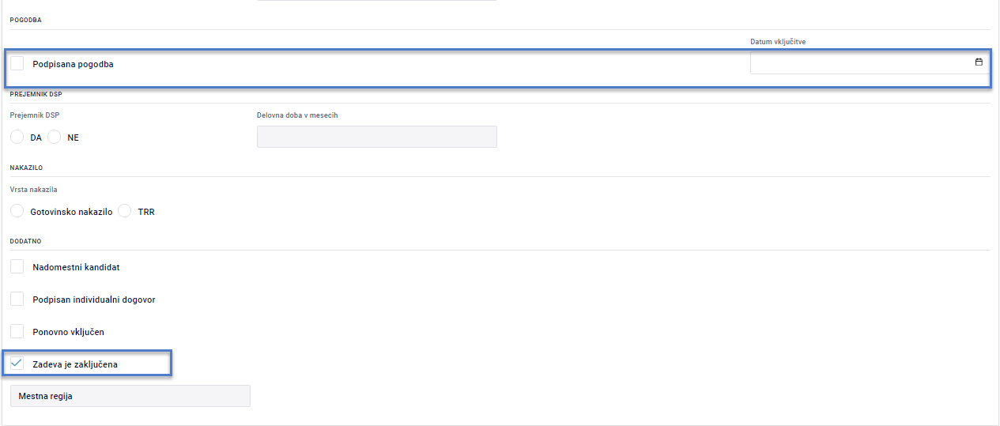 POGODBA
Datum vključitve
Podpisana pogodba
PREJEMNIK DSP
Prejemnik DSP
Delovna doba v mesecih
DA NE
NAKAZILO
Vrsta nakazila
Gotovinsko nakazilo TRR
DODATNO
Nadomestni kandidat
Podpisan individualni dogovor
Ponovno vključen
Zadeva je zaključena
Mestna regija